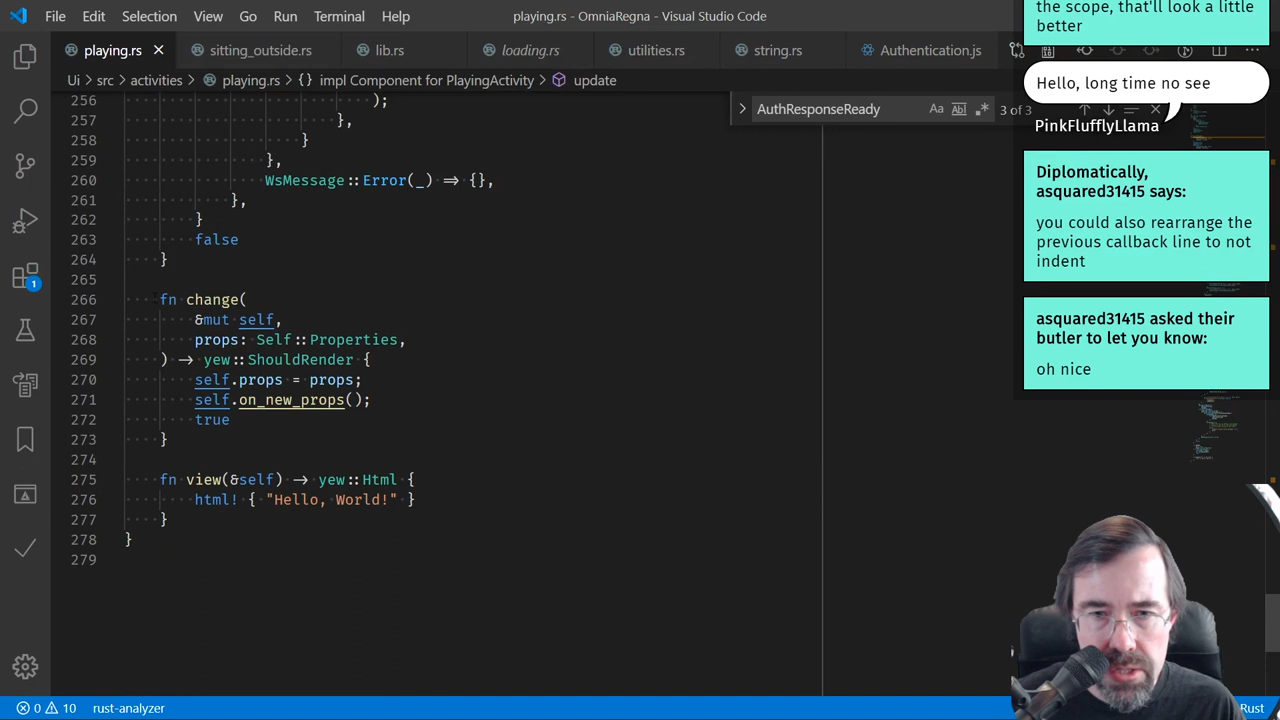 File Edit Selection View Go Run Terminal Help
playing.rs - OmniaRegna - Visual Studio Code
playing.rs sitting_outside.rs lib.rs loading.rs utilities.rs string.rs Authentication.js
Ui src activities playing.rs {} impl Component for PlayingActivity update
AuthResponseReady Aa 3 of 3
256 );
257 },
258 }
259 },
260 WsMessage::Error(_) => {},
261 },
262 }
263 false
264 }
265
266 fn change(
267 &mut self,
268 props: Self::Properties,
269 ) -> yew::ShouldRender {
270 self.props = props;
271 self.on_new_props();
272 true
273 }
274
275 fn view(&self) -> yew::Html {
276 html! { "Hello, World!" }
277 }
278 }
279
the scope, that'll look a little
better
Hello, long time no see
PinkFlufflyLlama
Diplomatically,
asquared31415 says:
you could also rearrange the
previous callback line to not
indent
asquared31415 asked their
butler to let you know:
oh nice
1
0 10 rust-analyzer
Rust